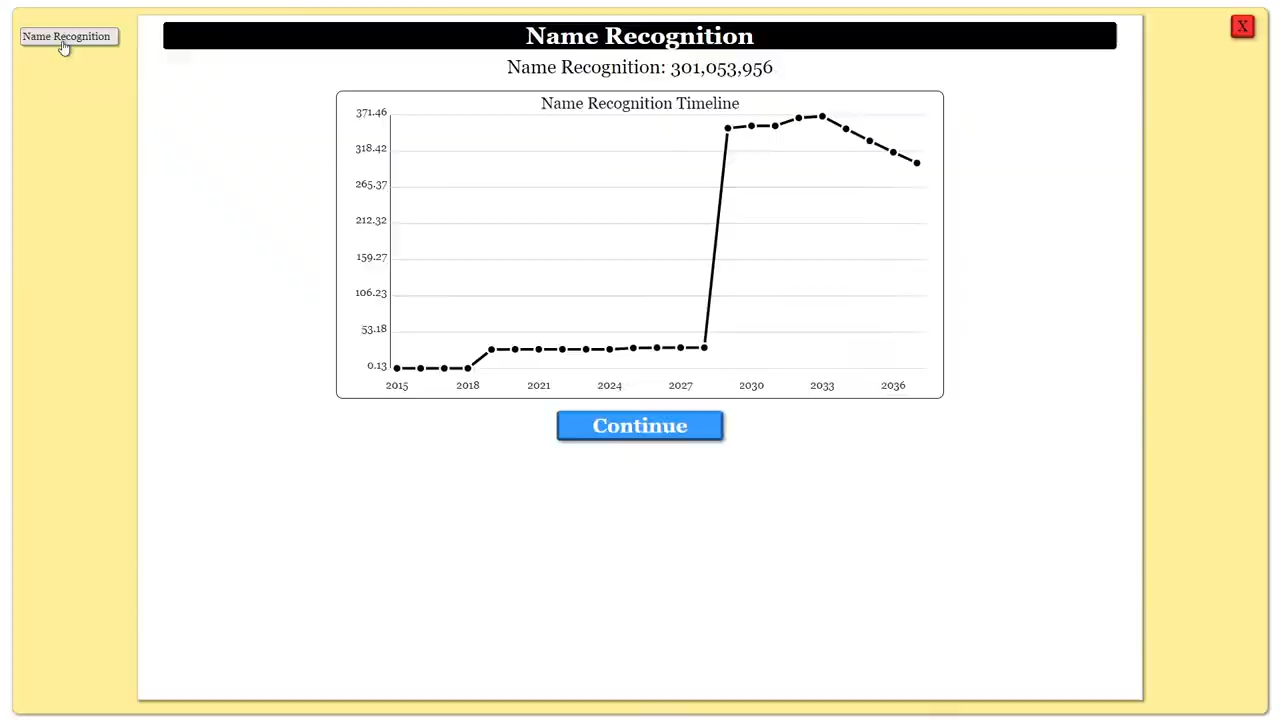 Name Recognition
X
Name Recognition
Name Recognition: 301,053,956
Name Recognition Timeline
371.46
318.42
265.37
212.32
159.27
106.23
53.18
0.13
2015 2018 2021 2024 2027 2030 2033 2036
Continue